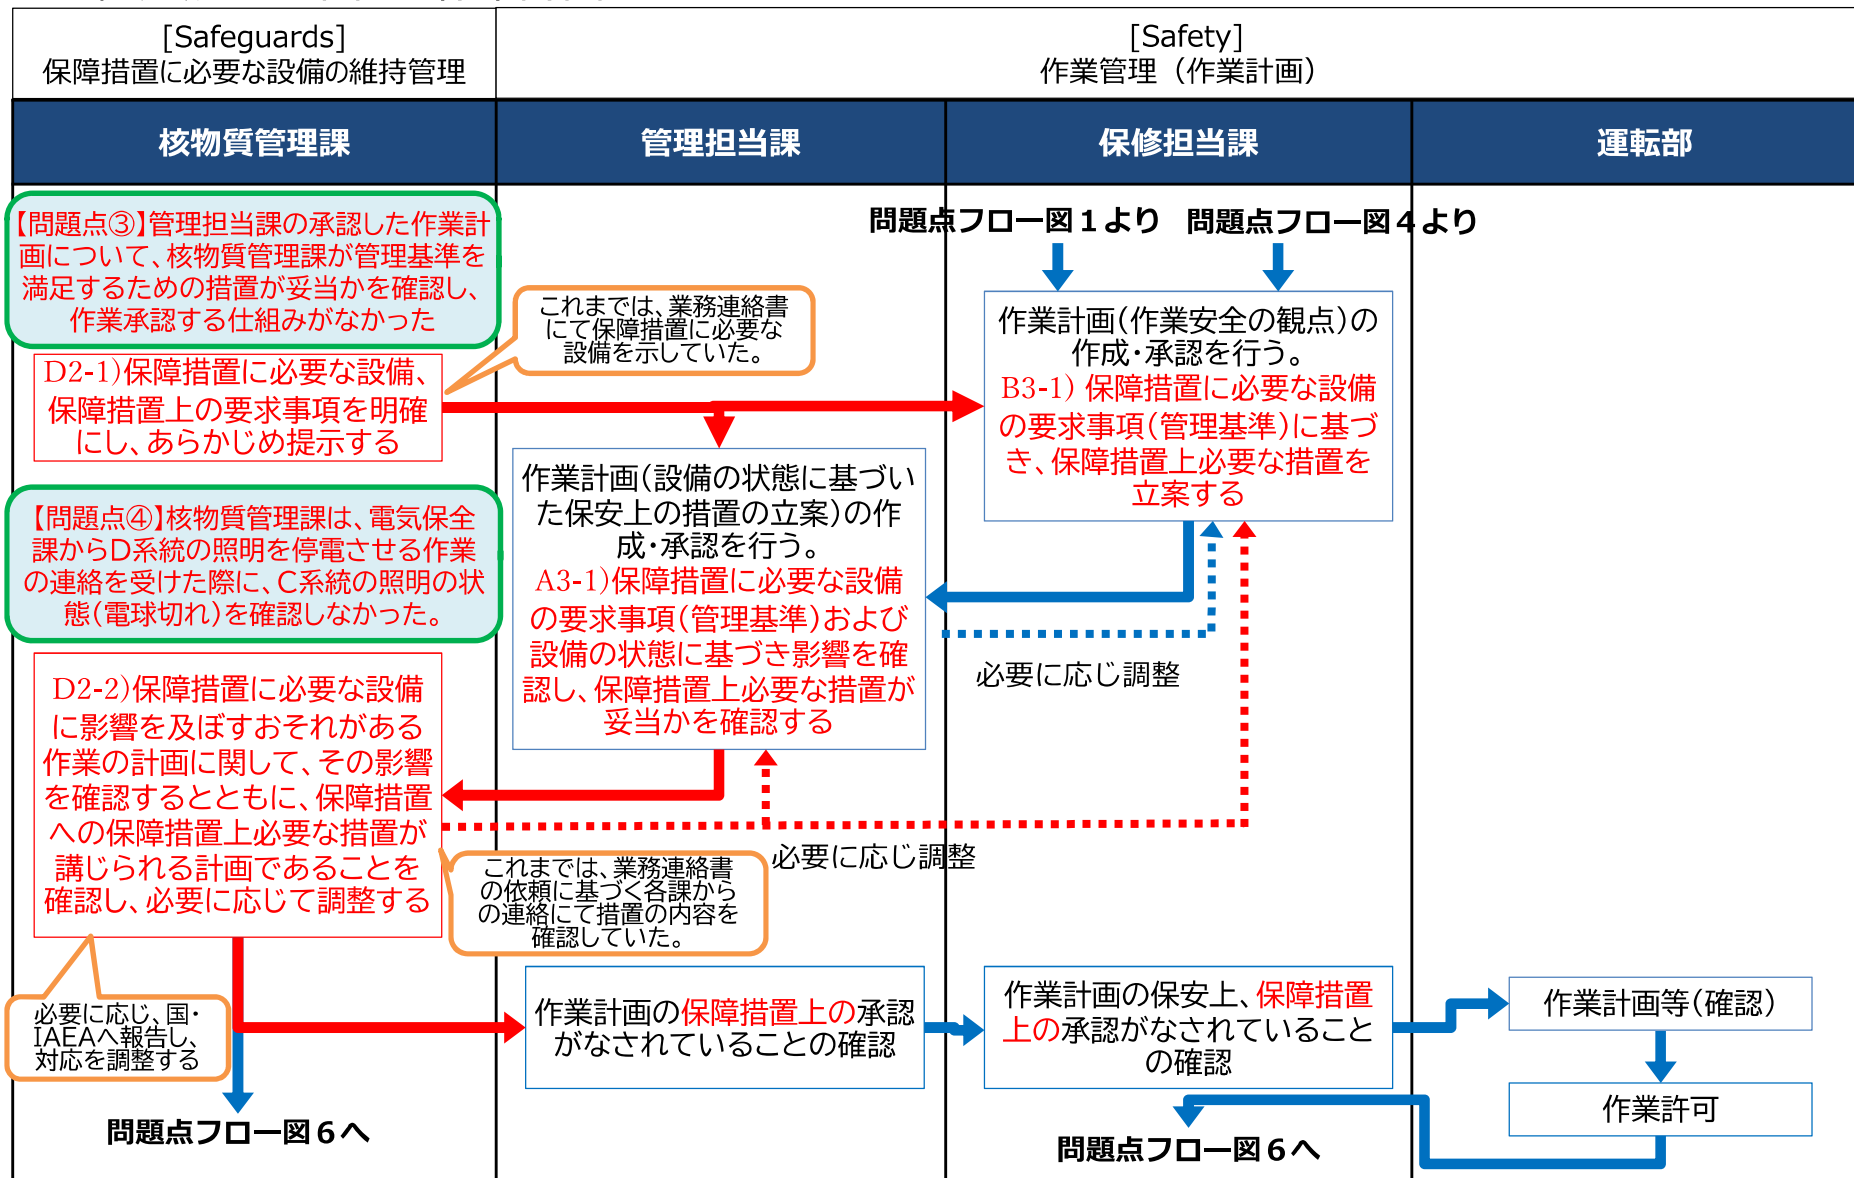 [Safeguards]
保障措置に必要な設備の維持管理
[Safety]
作業管理（作業計画）
核物質管理課
管理担当課
保修担当課
運転部
【問題点③】管理担当課の承認した作業計
画について、核物質管理課が管理基準を
満足するための措置が妥当かを確認し、
作業承認する仕組みがなかった
これまでは、業務連絡書
にて保障措置に必要な
設備を示していた。
D2-1)保障措置に必要な設備、
保障措置上の要求事項を明確
にし、あらかじめ提示する
問題点フロー図１より
問題点フロー図４より
作業計画(作業安全の観点)の
作成・承認を行う。
B3-1) 保障措置に必要な設備
の要求事項(管理基準)に基づ
き、保障措置上必要な措置を
立案する
作業計画(設備の状態に基づい
た保安上の措置の立案)の作
成・承認を行う。
A3-1)保障措置に必要な設備
の要求事項(管理基準)および
設備の状態に基づき影響を確
認し、保障措置上必要な措置が
妥当かを確認する
【問題点④】核物質管理課は、電気保全
課からD系統の照明を停電させる作業
の連絡を受けた際に、C系統の照明の状
態(電球切れ)を確認しなかった。
必要に応じ調整
D2-2)保障措置に必要な設備
に影響を及ぼすおそれがある
作業の計画に関して、その影響
を確認するとともに、保障措置
への保障措置上必要な措置が
講じられる計画であることを
確認し、必要に応じて調整する
必要に応じ調整
これまでは、業務連絡書
の依頼に基づく各課から
の連絡にて措置の内容を
確認していた。
必要に応じ、国・
IAEAへ報告し、
対応を調整する
作業計画の保障措置上の承認
がなされていることの確認
作業計画の保安上、保障措置
上の承認がなされていること
の確認
作業計画等(確認)
作業許可
問題点フロー図６へ
問題点フロー図６へ